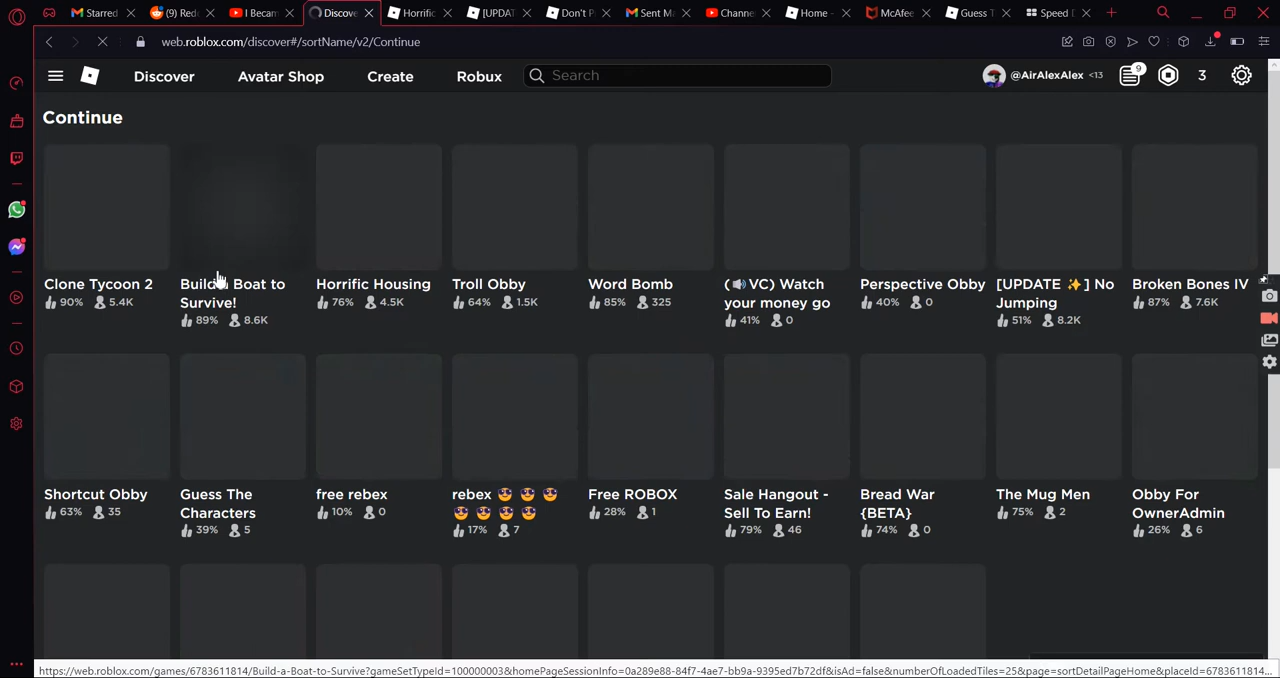 Starred
(9) Redd
I Becam
Discove
Horrific
[UPDAT
Don't P
Sent Ma
Channe
Home -
McAfee
Guess T
Speed D
web.roblox.com/discover#/sortName/v2/Continue
Discover
Avatar Shop
Create
Robux
Search
@AirAlexAlex <13
9
3
Continue
Clone Tycoon 2
90% 5.4K
Build a Boat to
Survive!
89% 8.6K
Horrific Housing
76% 4.5K
Troll Obby
64% 1.5K
Word Bomb
85% 325
(🔊VC) Watch
your money go
41% 0
Perspective Obby
40% 0
[UPDATE ✨] No
Jumping
51% 8.2K
Broken Bones IV
87% 7.6K
Shortcut Obby
63% 35
Guess The
Characters
39% 5
free rebex
10% 0
rebex 😎 😎 😎
😎 😎 😎 😎
17% 7
Free ROBOX
28% 1
Sale Hangout -
Sell To Earn!
79% 46
Bread War
{BETA}
74% 0
The Mug Men
75% 2
Obby For
OwnerAdmin
26% 6
https://web.roblox.com/games/6783611814/Build-a-Boat-to-Survive?gameSetTypeId=100000003&homePageSessionInfo=0a289e88-84f7-4ae7-bb9a-9395ed7b72df&isAd=false&numberOfLoadedTiles=25&page=sortDetailPageHome&placeId=6783611814...